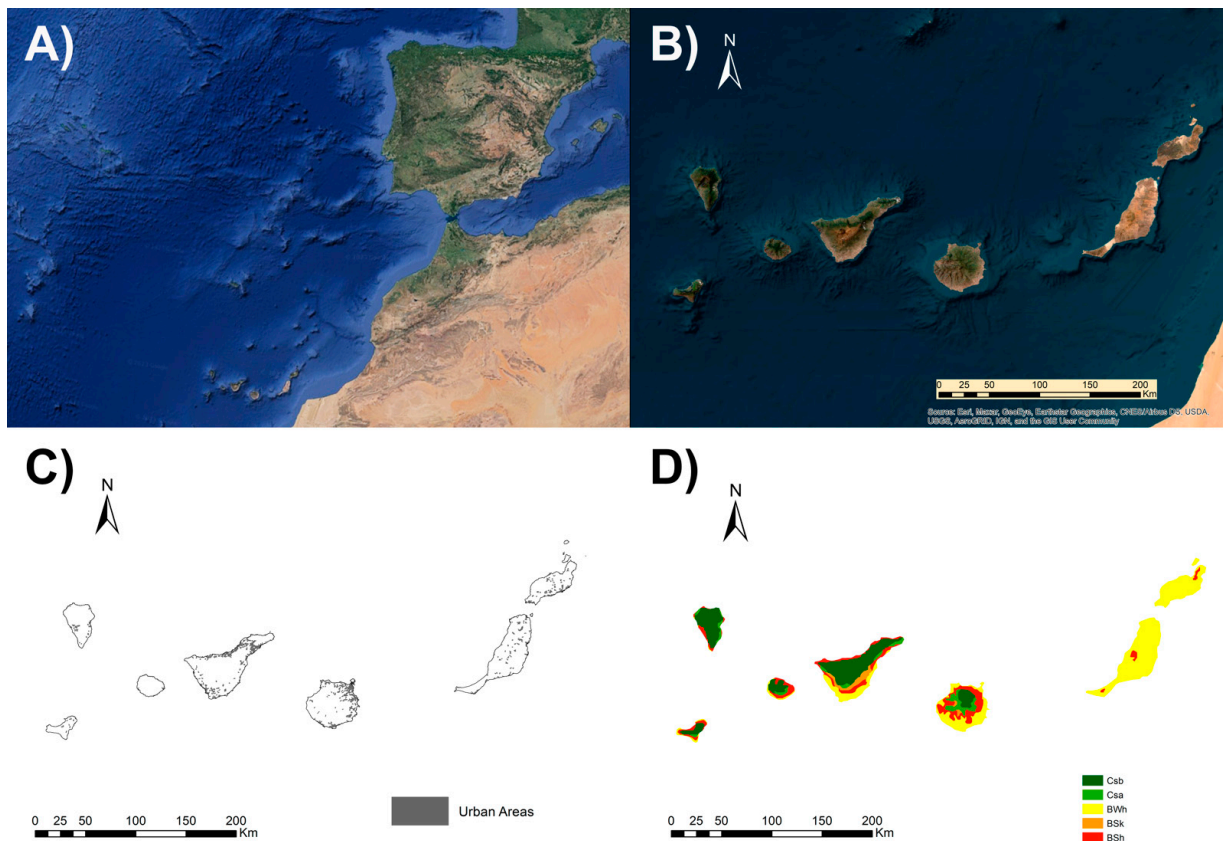 A)
B)
N
0 25 50 100 150 200
Km
Source: Esri, Maxar, GeoEye, Earthstar Geographics, CNES/Airbus DS, USDA,
USGS, AeroGRID, IGN, and the GIS User Community
C)
N
Urban Areas
0 25 50 100 150 200
Km
D)
N
Csb
Csa
BWh
BSk
BSh
0 25 50 100 150 200
Km